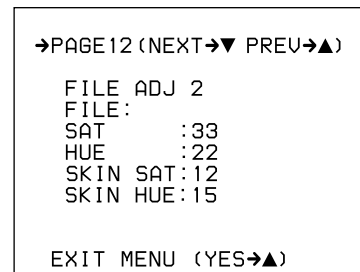 →PAGE12(NEXT→▼ PREV→▲)
FILE ADJ 2
FILE:
SAT :33
HUE :22
SKIN SAT:12
SKIN HUE:15
EXIT MENU (YES→▲)